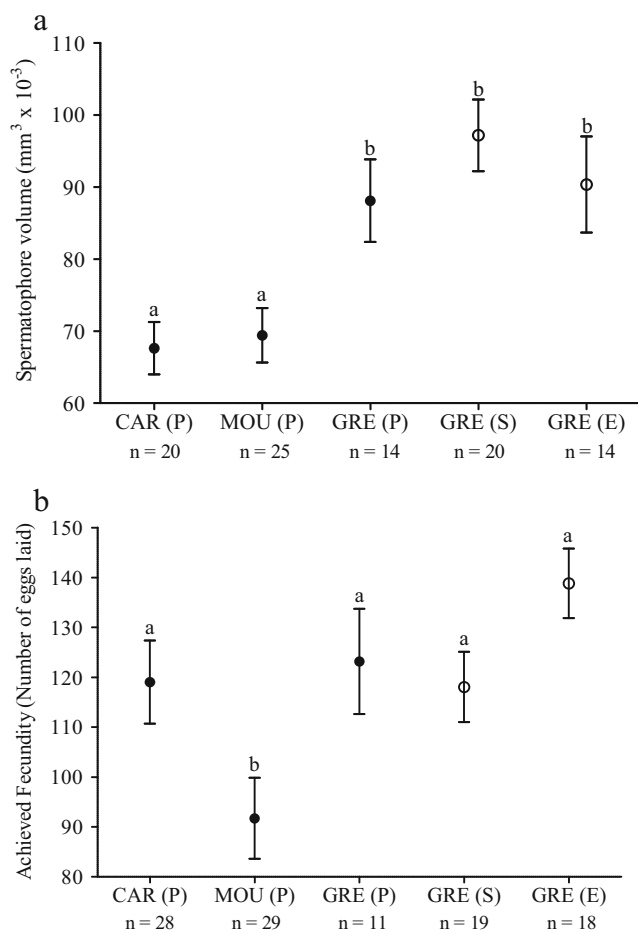 a
Spermatophore volume (mm³ x 10⁻³)
110
100
90
80
70
60
a
a
b
b
b
CAR (P) MOU (P) GRE (P) GRE (S) GRE (E)
n = 20 n = 25 n = 14 n = 20 n = 14
b
Achieved Fecundity (Number of eggs laid)
150
140
130
120
110
100
90
80
a
b
a
a
a
CAR (P) MOU (P) GRE (P) GRE (S) GRE (E)
n = 28 n = 29 n = 11 n = 19 n = 18